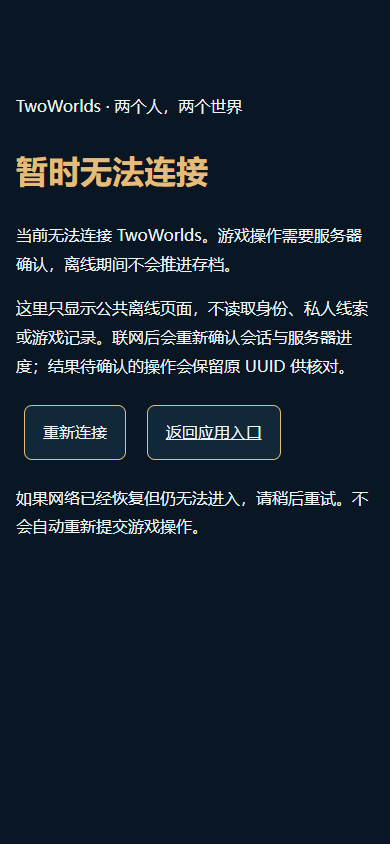 TwoWorlds · 两个人，两个世界
暂时无法连接
当前无法连接 TwoWorlds。游戏操作需要服务器
确认，离线期间不会推进存档。
这里只显示公共离线页面，不读取身份、私人线索
或游戏记录。联网后会重新确认会话与服务器进
度；结果待确认的操作会保留原 UUID 供核对。
重新连接
返回应用入口
如果网络已经恢复但仍无法进入，请稍后重试。不
会自动重新提交游戏操作。